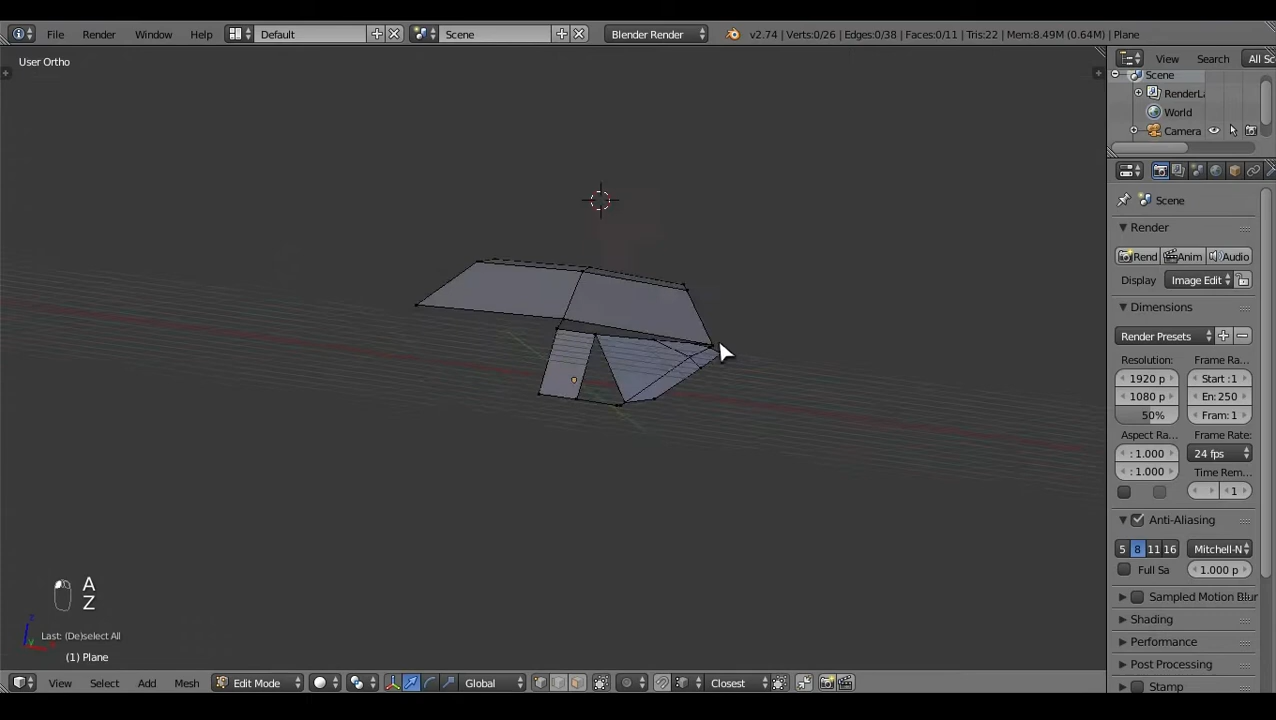 File Render Window Help Default Scene Blender Render v2.74 | Verts:0/26 | Edges:0/38 | Faces:0/11 | Tris:22 | Mem:8.49M (0.64M) | Plane
User Ortho
View Search All Sc
Scene
RenderLa
World
Camera
Scene
Render
Rend Anim Audio
Display Image Edit
Dimensions
Render Presets
Resolution: Frame Ra...
1920 p Start :1
1080 p En: 250
50% Fram: 1
Aspect Ra... Frame Rate:
: 1.000 24 fps
: 1.000 Time Rem...
1
Anti-Aliasing
5 8 11 16 Mitchell-N
Full Sa 1.000 p
Sampled Motion Blur
Shading
Performance
Post Processing
Stamp
A
Z
Last: (De)select All
(1) Plane
View Select Add Mesh Edit Mode Global Closest